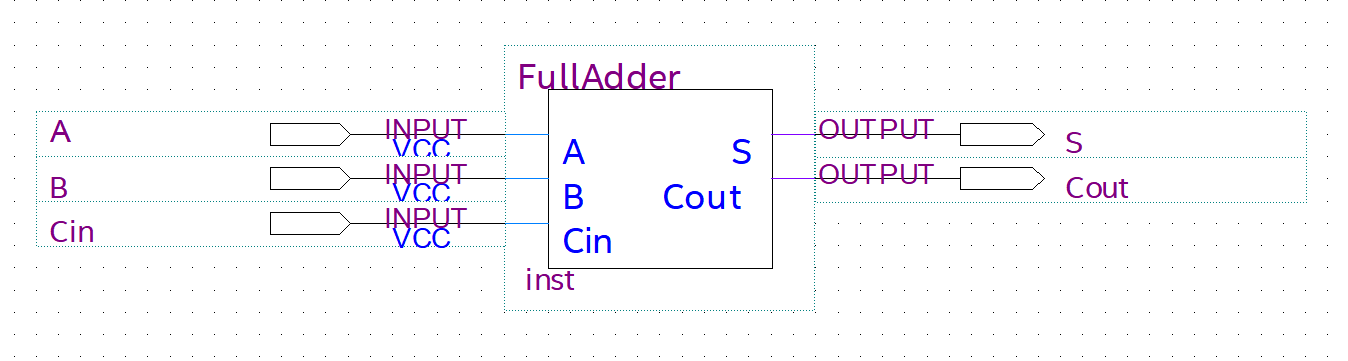 FullAdder
A INPUT VCC A S OUTPUT S
B INPUT VCC B Cout OUTPUT Cout
Cin INPUT VCC Cin
inst